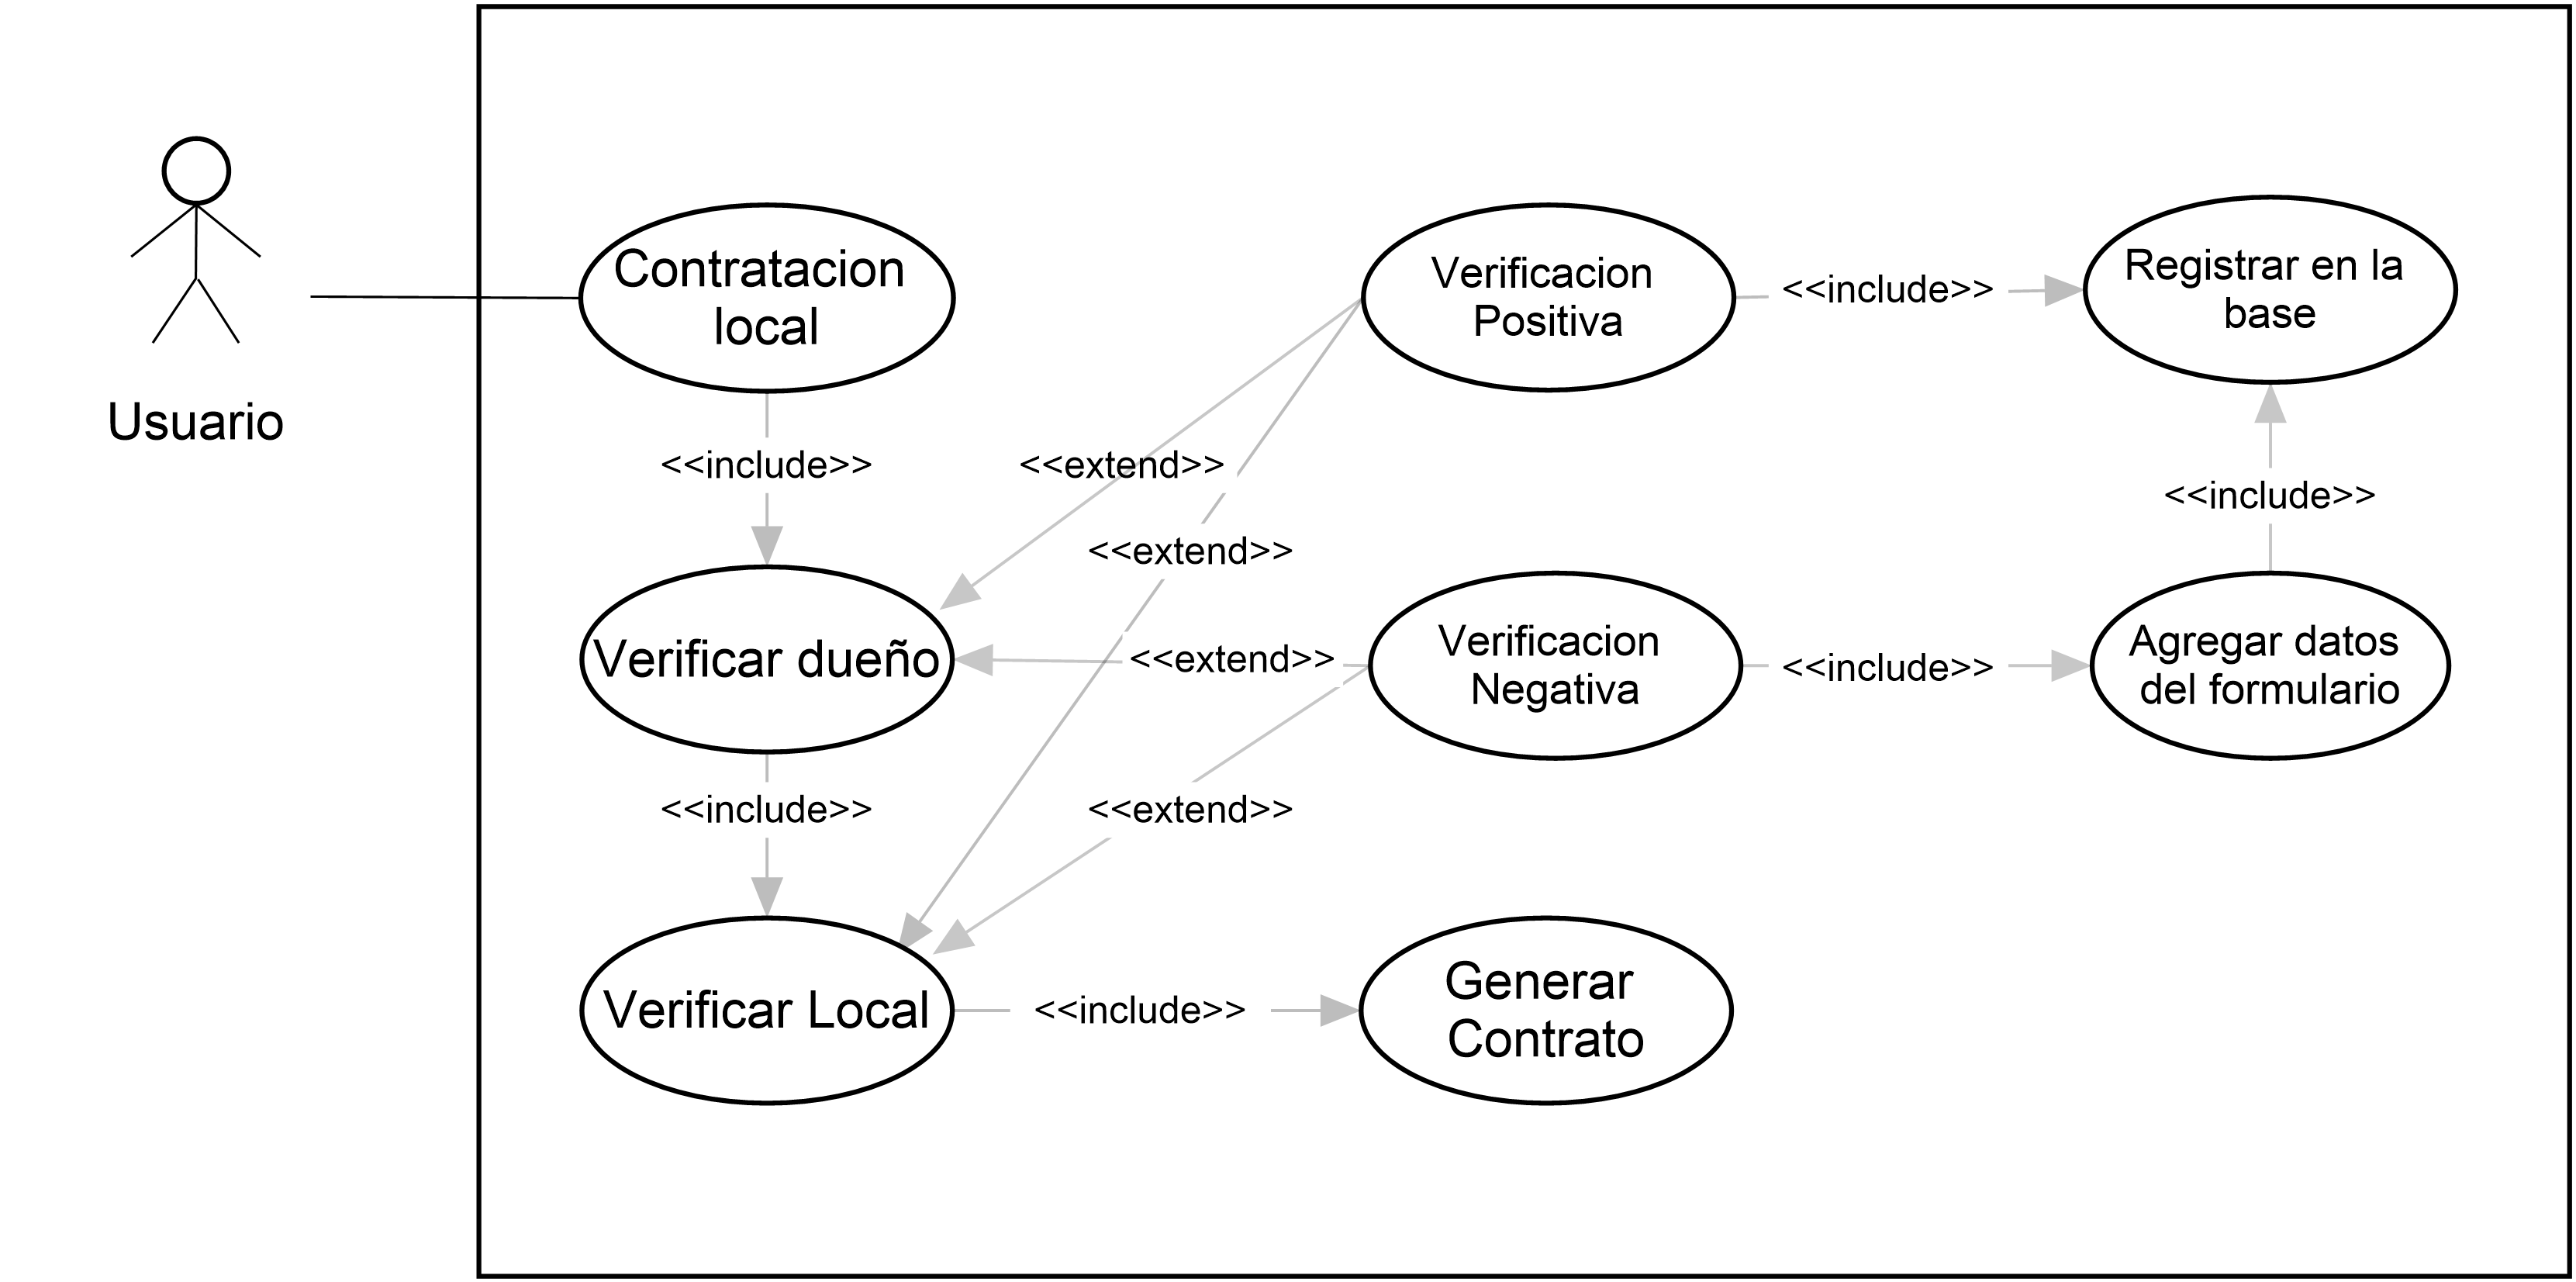 Usuario
Contratacion
local
<<include>>
Verificar dueño
<<include>>
Verificar Local
<<include>>
Generar
Contrato
<<extend>>
<<extend>>
<<extend>>
<<extend>>
Verificacion
Positiva
<<include>>
Registrar en la
base
<<include>>
Verificacion
Negativa
<<include>>
Agregar datos
del formulario